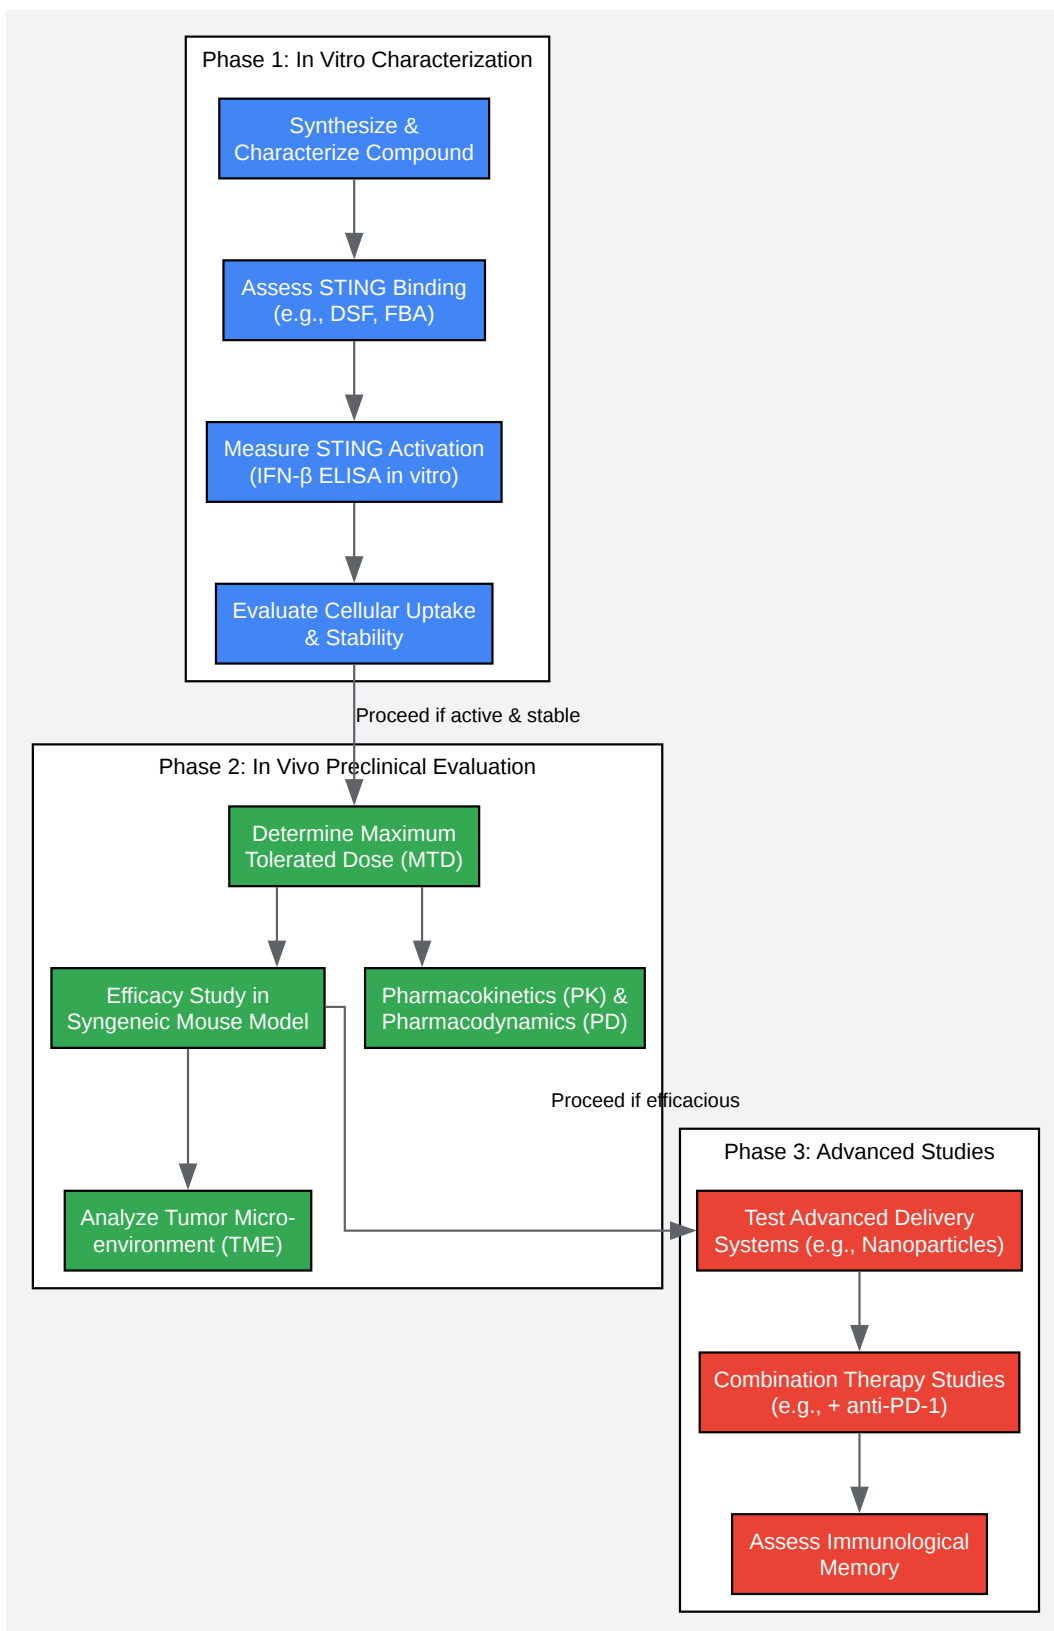 Phase 1: In Vitro Characterization
Synthesize &
Characterize Compound
Assess STING Binding
(e.g., DSF, FBA)
Measure STING Activation
(IFN-β ELISA in vitro)
Evaluate Cellular Uptake
& Stability
Proceed if active & stable
Phase 2: In Vivo Preclinical Evaluation
Determine Maximum
Tolerated Dose (MTD)
Efficacy Study in
Syngeneic Mouse Model
Pharmacokinetics (PK) &
Pharmacodynamics (PD)
Proceed if efficacious
Analyze Tumor Micro-
environment (TME)
Phase 3: Advanced Studies
Test Advanced Delivery
Systems (e.g., Nanoparticles)
Combination Therapy Studies
(e.g., + anti-PD-1)
Assess Immunological
Memory